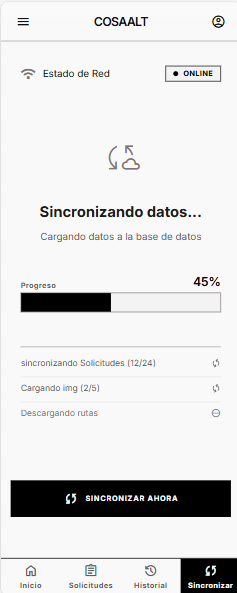 COSAALT
Estado de Red
ONLINE
Sincronizando datos...
Cargando datos a la base de datos
Progreso
45%
sincronizando Solicitudes (12/24)
Cargando img (2/5)
Descargando rutas
SINCRONIZAR AHORA
Inicio
Solicitudes
Historial
Sincronizar